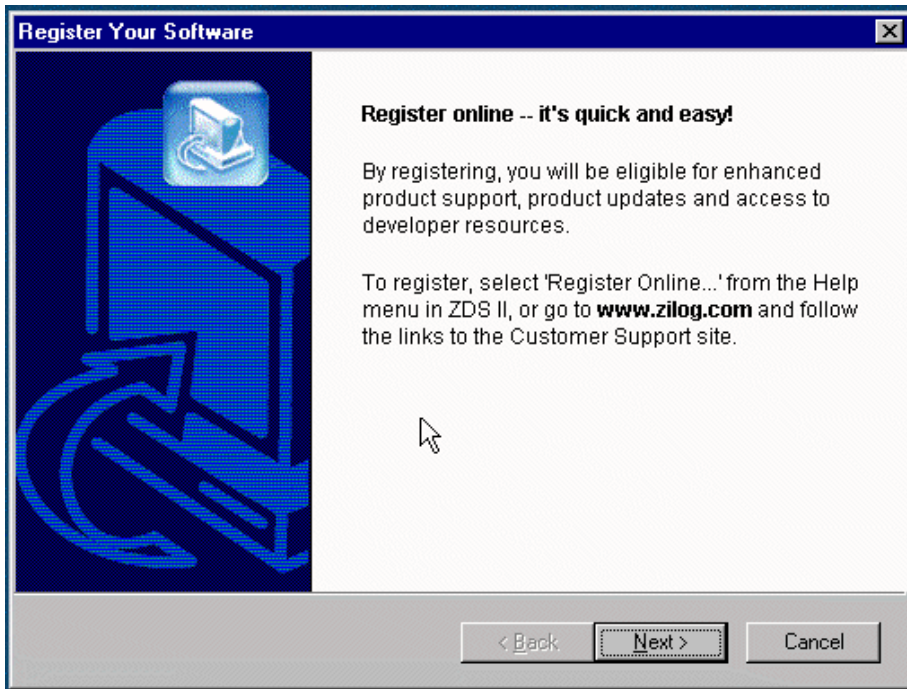 Register Your Software
Register online -- it's quick and easy!
By registering, you will be eligible for enhanced
product support, product updates and access to
developer resources.
To register, select 'Register Online...' from the Help
menu in ZDS II, or go to www.zilog.com and follow
the links to the Customer Support site.
< Back
Next >
Cancel